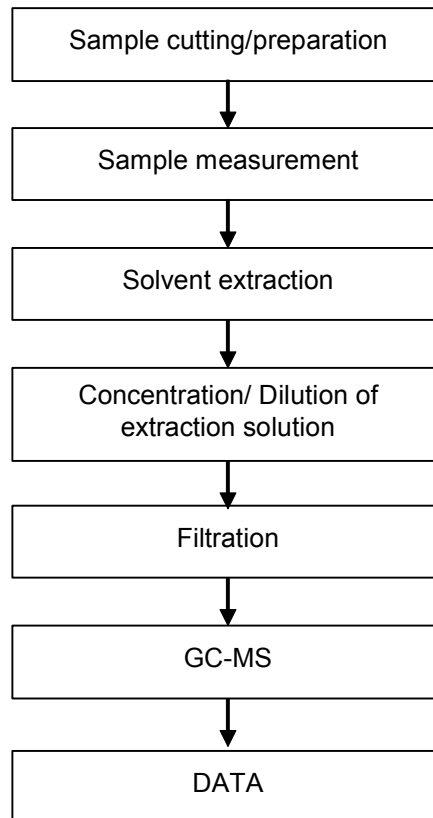 Sample cutting/preparation
Sample measurement
Solvent extraction
Concentration/ Dilution of
extraction solution
Filtration
GC-MS
DATA